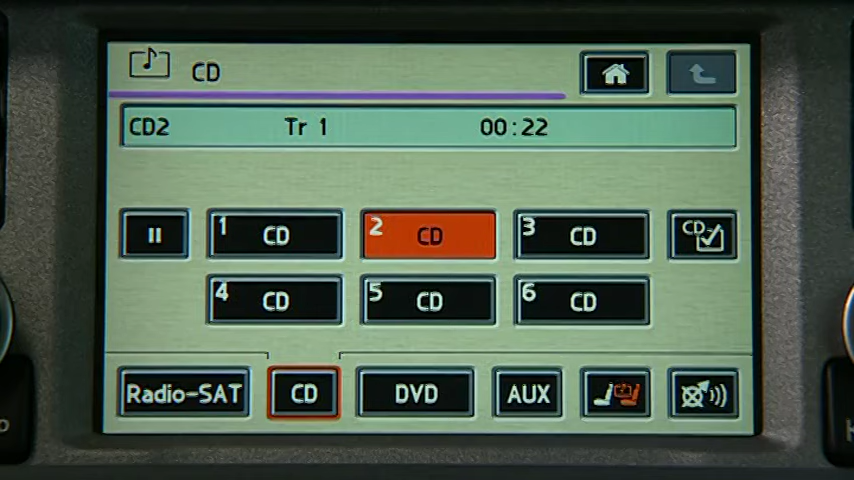 CD
CD2 Tr 1 00:22
1 CD 2 CD 3 CD CD
4 CD 5 CD 6 CD
Radio-SAT CD DVD AUX